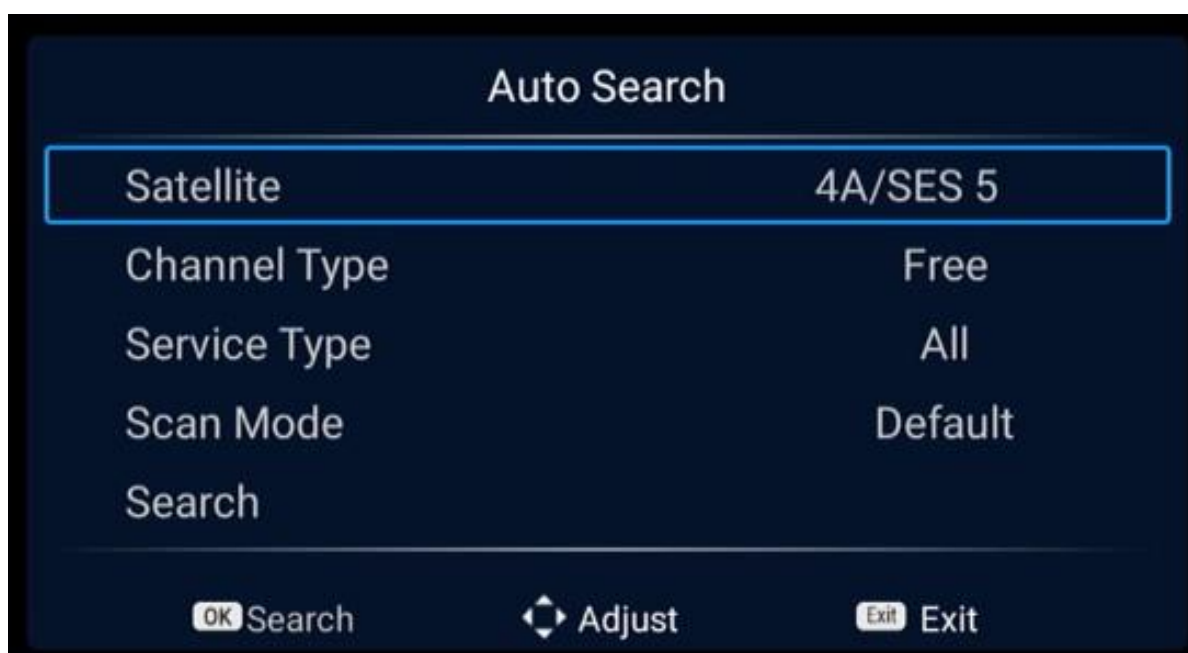 Auto Search
Satellite 4A/SES 5
Channel Type Free
Service Type All
Scan Mode Default
Search
OK Search Adjust Exit Exit